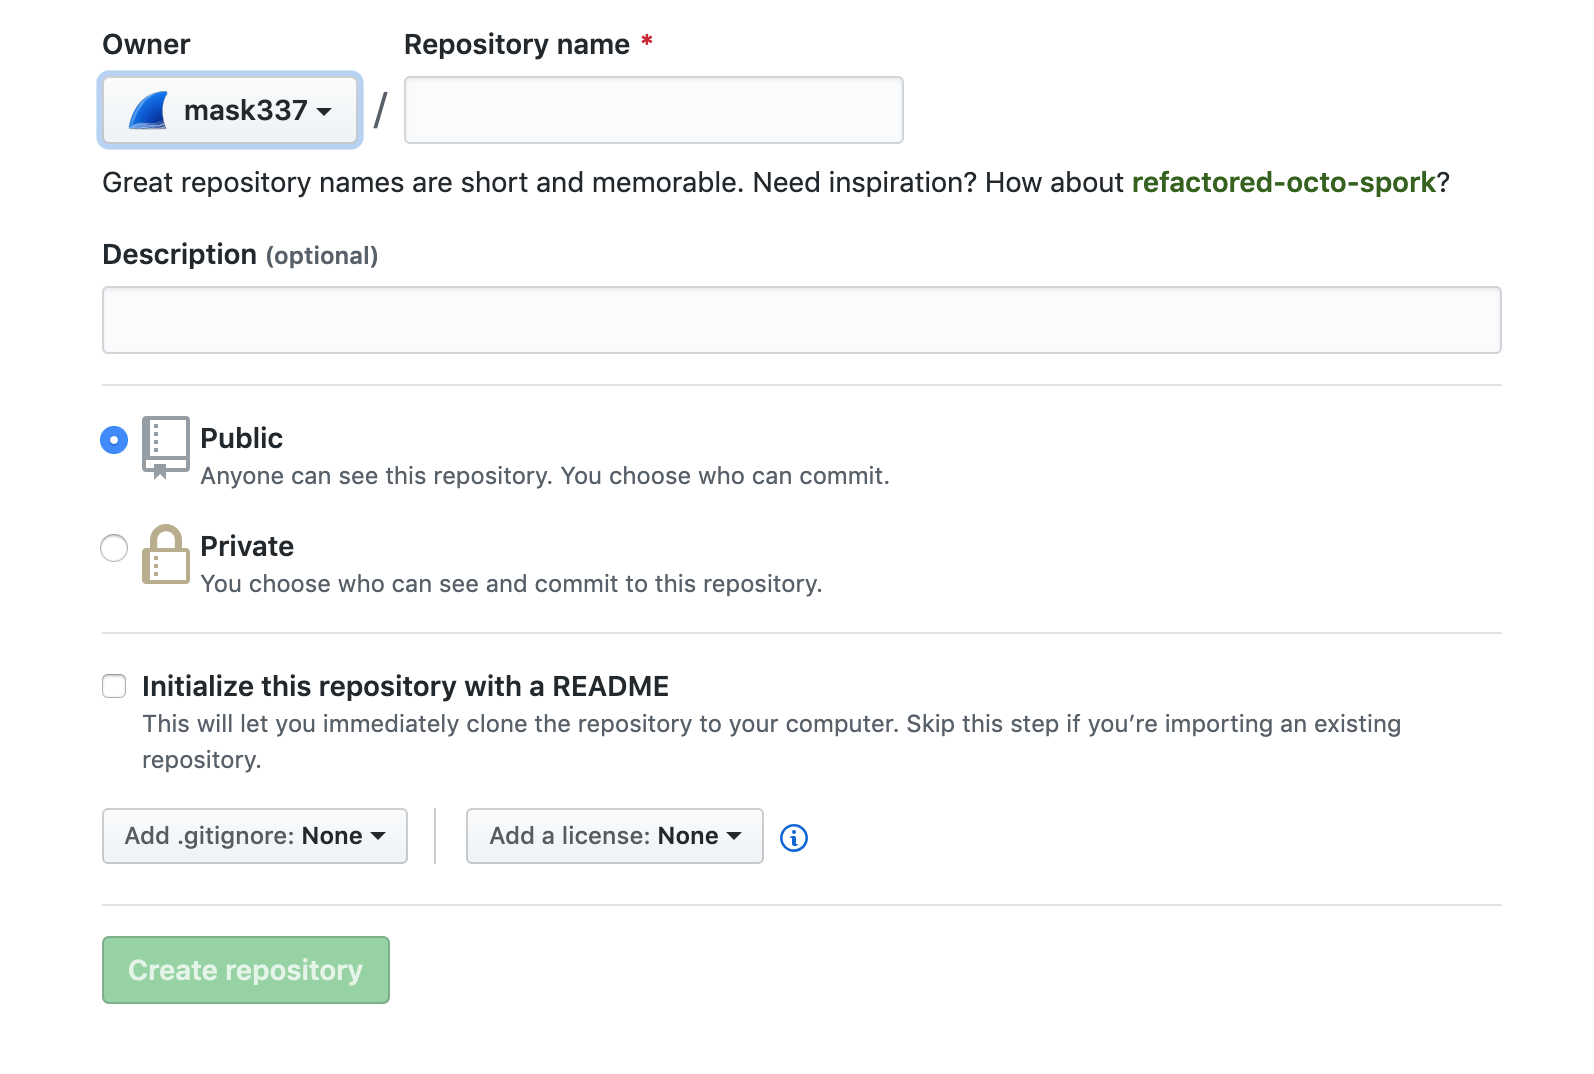 Owner
Repository name *
mask337
/
Great repository names are short and memorable. Need inspiration? How about refactored-octo-spork?
Description (optional)
Public
Anyone can see this repository. You choose who can commit.
Private
You choose who can see and commit to this repository.
Initialize this repository with a README
This will let you immediately clone the repository to your computer. Skip this step if you’re importing an existing
repository.
Add .gitignore: None
Add a license: None
Create repository